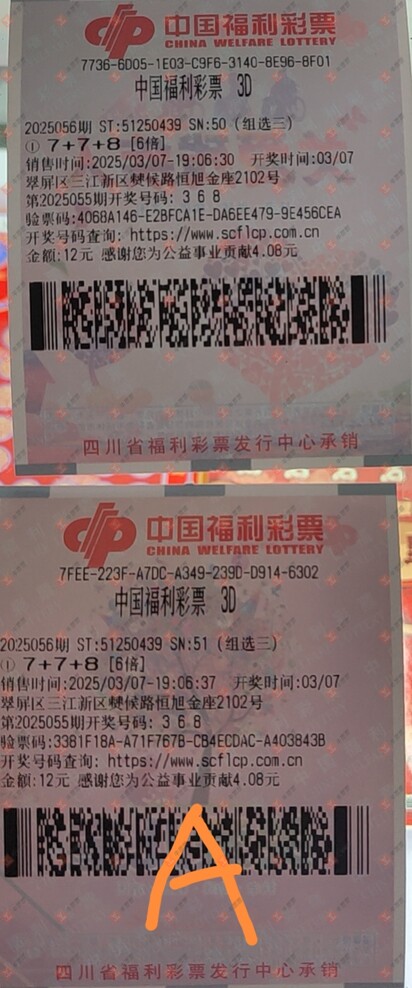 中国福利彩票
CHINA WELFARE LOTTERY
7736-6D05-1E03-C9F6-3140-8E96-8F01
中国福利彩票 3D
2025056期 ST:51250439 SN:50 (组选三)
① 7+7+8 [6倍]
销售时间:2025/03/07-19:06:30 开奖时间:03/07
翠屏区三江新区僰候路恒旭金座2102号
第2025055期开奖号码: 3 6 8
验票码:4068A146-E2BFCA1E-DA6EE479-9E456CEA
开奖号码查询: https://www.scflcp.com.cn
金额:12元 感谢您为公益事业贡献4.08元
四川省福利彩票发行中心承销
中国福利彩票
CHINA WELFARE LOTTERY
7FEE-223F-A7DC-A349-239D-D914-6302
中国福利彩票 3D
2025056期 ST:51250439 SN:51 (组选三)
① 7+7+8 [6倍]
销售时间:2025/03/07-19:06:37 开奖时间:03/07
翠屏区三江新区僰候路恒旭金座2102号
第2025055期开奖号码: 3 6 8
验票码:3381F18A-A71F767B-CB4ECDAC-A403843B
开奖号码查询: https://www.scflcp.com.cn
金额:12元 感谢您为公益事业贡献4.08元
A
四川省福利彩票发行中心承销